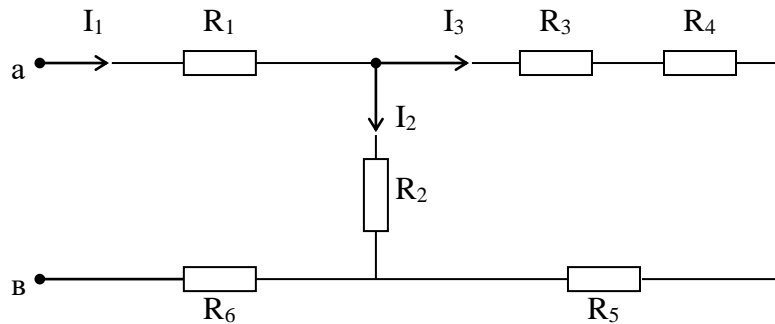 I₁ R₁ I₃ R₃ R₄
а
I₂
R₂
в
R₆ R₅